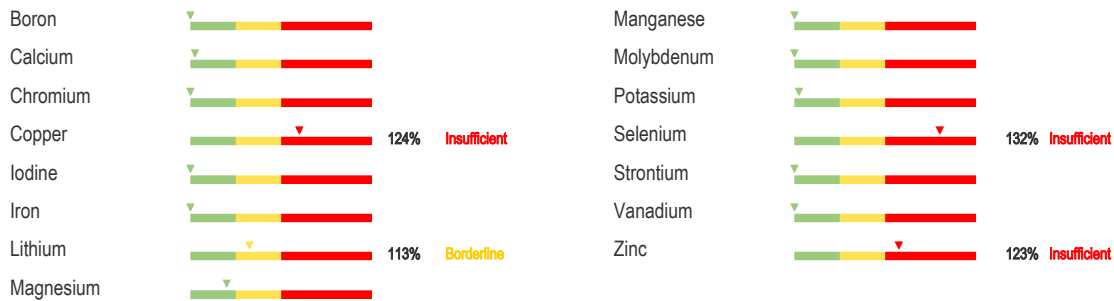 Boron
Calcium
Chromium
Copper 124% Insufficient
Iodine
Iron
Lithium 113% Borderline
Magnesium
Manganese
Molybdenum
Potassium
Selenium 132% Insufficient
Strontium
Vanadium
Zinc 123% Insufficient